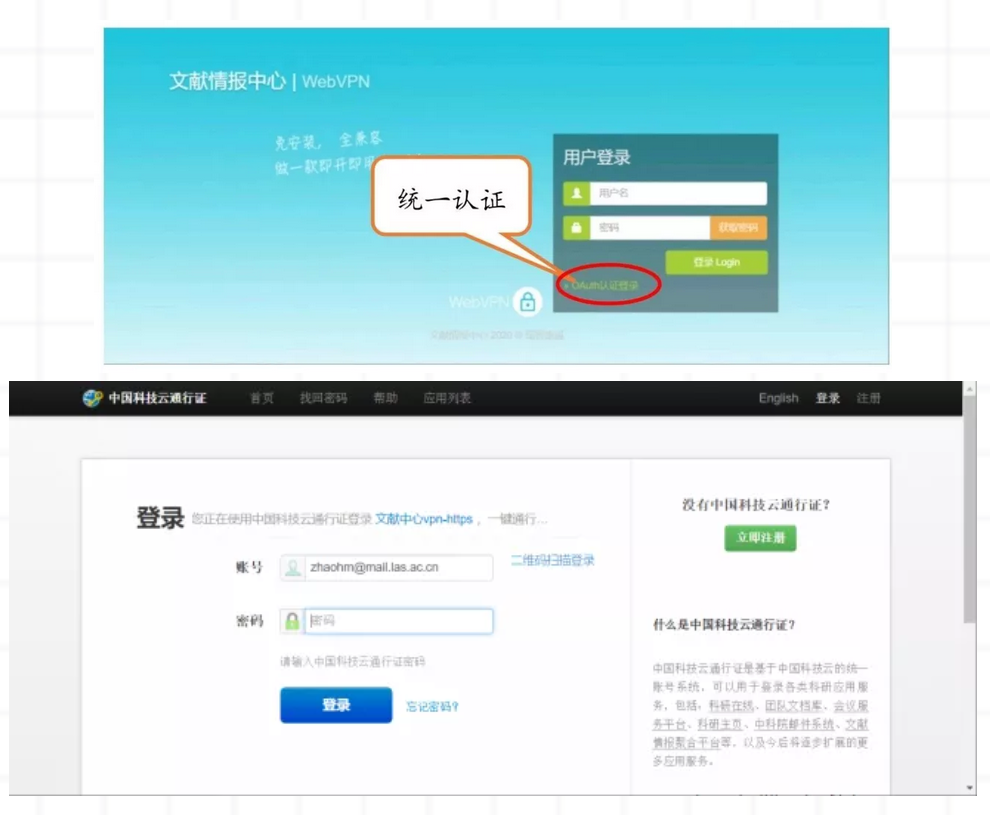 文献情报中心 | WebVPN
免安装，全兼容
做一款即开即用
统一认证
用户登录
用户名
密码
获取密码
登录 Login
» OAuth认证登录
WebVPN
中国科技云通行证 首页 找回密码 帮助 应用列表 English 登录 注册
登录 您正在使用中国科技云通行证登录 文献中心vpn-https ，一键通行...
账号 zhaohm@mail.las.ac.cn 二维码扫描登录
密码 密码
请输入中国科技云通行证密码
登录 忘记密码?
没有中国科技云通行证?
立即注册
什么是中国科技云通行证?
中国科技云通行证是基于中国科技云的统一
账号系统，可以用于登录各类科研应用服
务，包括：科研在线、团队文档库、会议服
务平台、科研主页、中科院邮件系统、文献
情报聚合平台等，以及今后将逐步扩展的更
多应用服务。